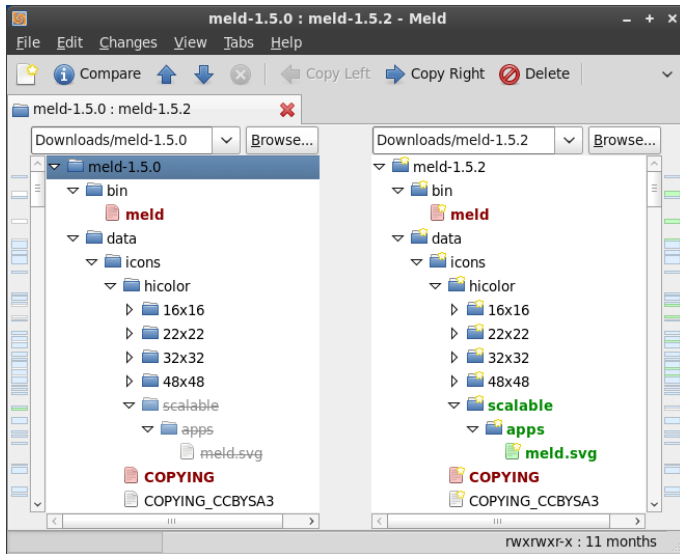 meld-1.5.0 : meld-1.5.2 - Meld
File Edit Changes View Tabs Help
Compare Copy Left Copy Right Delete
meld-1.5.0 : meld-1.5.2
Downloads/meld-1.5.0 Browse... Downloads/meld-1.5.2 Browse...
meld-1.5.0 meld-1.5.2
bin bin
meld meld
data data
icons icons
hicolor hicolor
16x16 16x16
22x22 22x22
32x32 32x32
48x48 48x48
scalable scalable
apps apps
meld.svg meld.svg
COPYING COPYING
COPYING_CCBYSA3 COPYING_CCBYSA3
rwxrwxr-x : 11 months